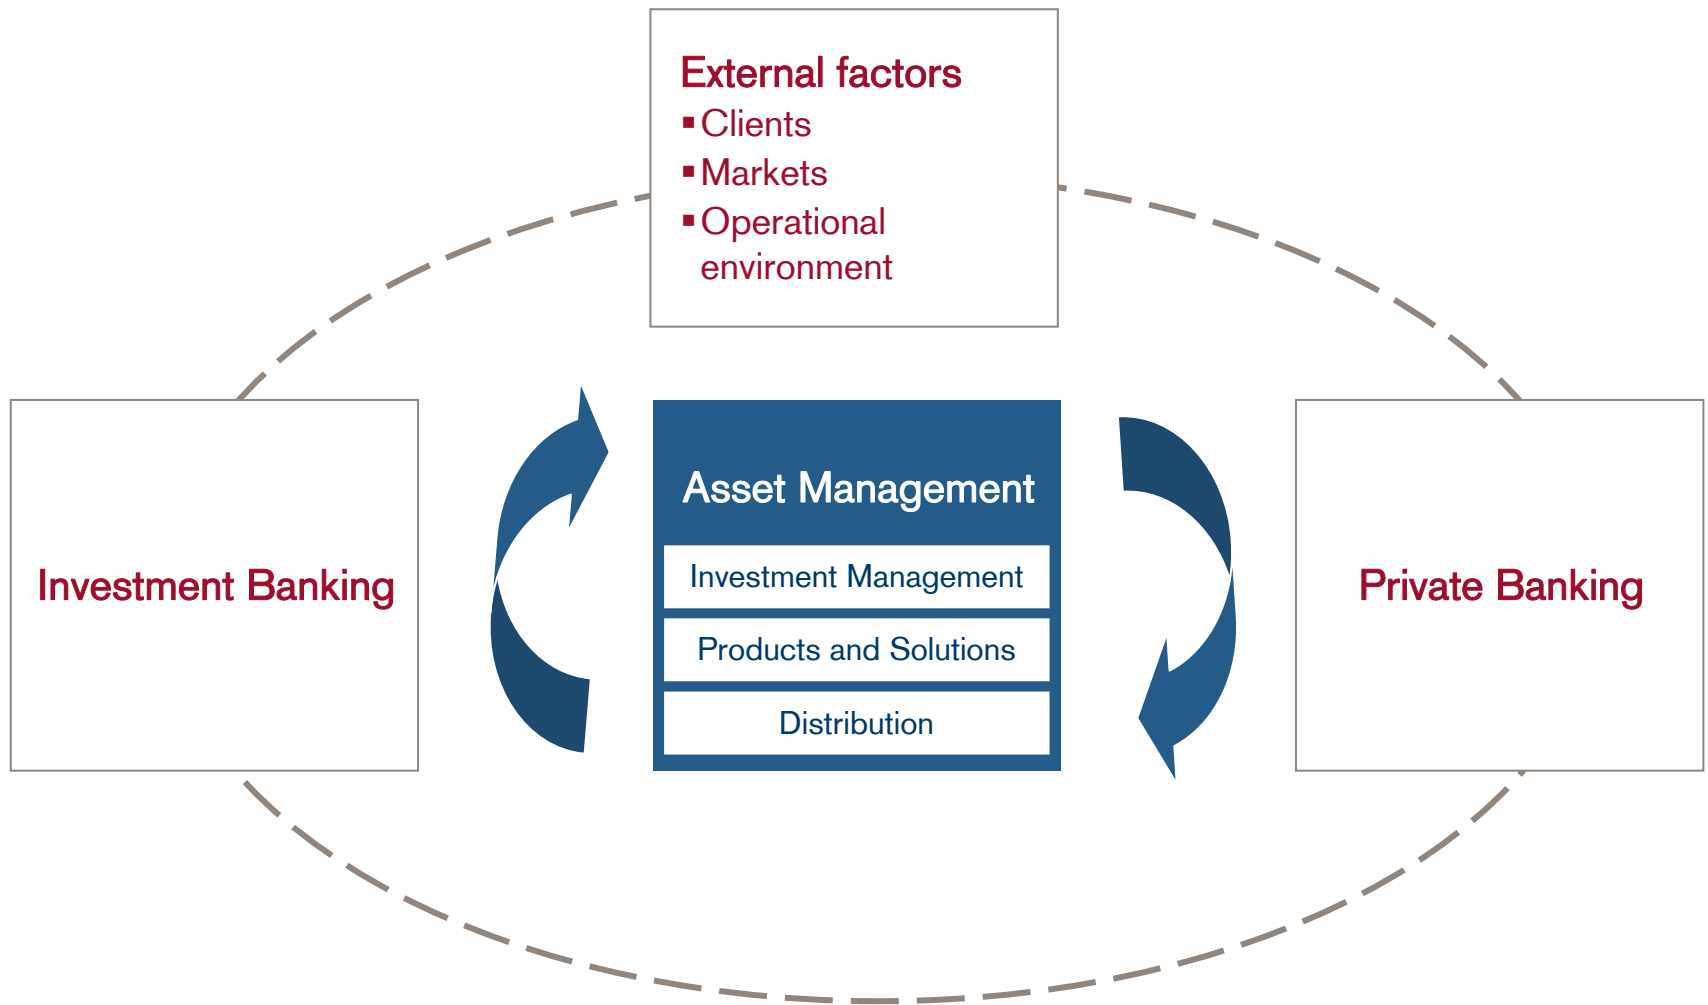 External factors
▪ Clients
▪ Markets
▪ Operational
environment
Asset Management
Investment Management
Products and Solutions
Distribution
Investment Banking
Private Banking